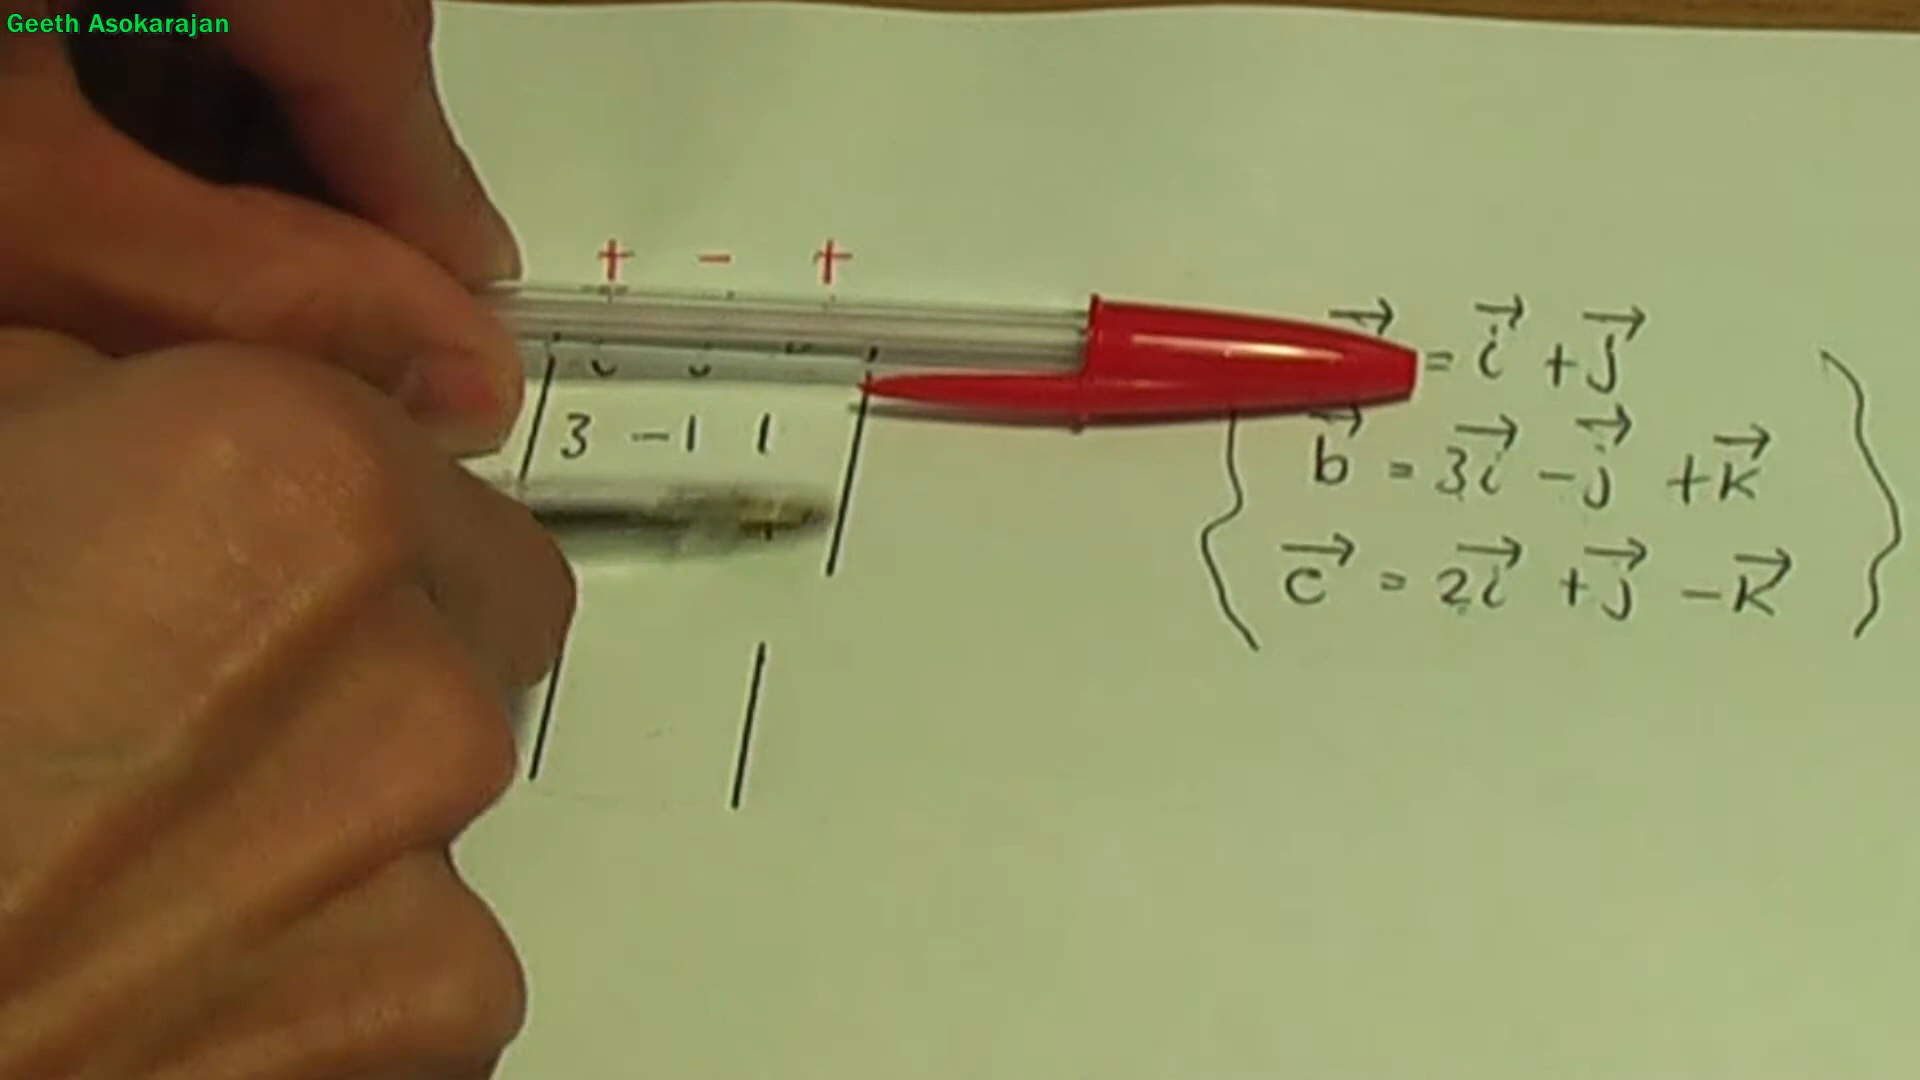 Geeth Asokarajan
+ - +
= i + j
3 -1 1
b = 3i - j + k
c = 2i + j - k